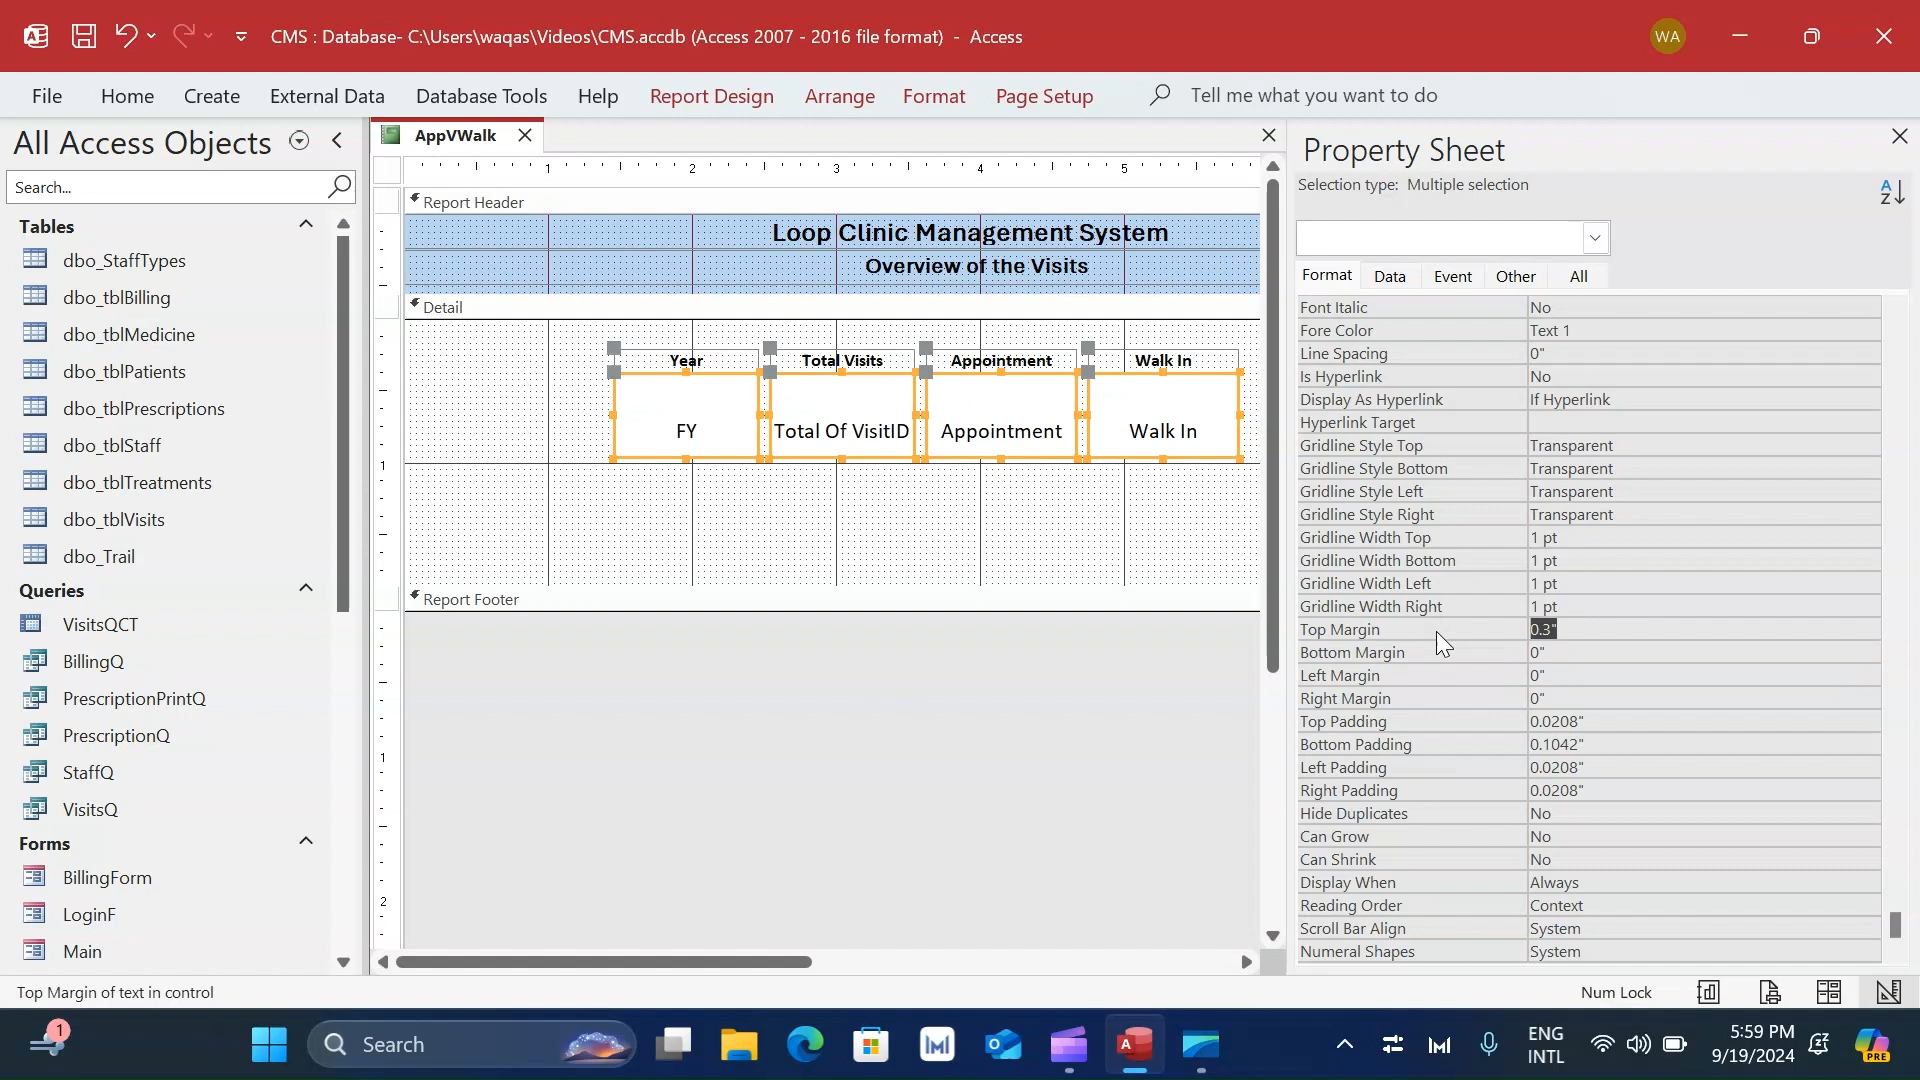 CMS : Database- C:\Users\waqas\Videos\CMS.accdb (Access 2007 - 2016 file format) - Access
WA
File Home Create External Data Database Tools Help Report Design Arrange Format Page Setup Tell me what you want to do
All Access Objects
Search...
Tables
dbo_StaffTypes
dbo_tblBilling
dbo_tblMedicine
dbo_tblPatients
dbo_tblPrescriptions
dbo_tblStaff
dbo_tblTreatments
dbo_tblVisits
dbo_Trail
Queries
VisitsQCT
BillingQ
PrescriptionPrintQ
PrescriptionQ
StaffQ
VisitsQ
Forms
BillingForm
LoginF
Main
AppVWalk
1 2 3 4 5
Report Header
Loop Clinic Management System
Overview of the Visits
Detail
Year Total Visits Appointment Walk In
FY Total Of VisitID Appointment Walk In
1
Report Footer
1
2
Property Sheet
Selection type: Multiple selection
Format Data Event Other All
Font Italic No
Fore Color Text 1
Line Spacing 0"
Is Hyperlink No
Display As Hyperlink If Hyperlink
Hyperlink Target
Gridline Style Top Transparent
Gridline Style Bottom Transparent
Gridline Style Left Transparent
Gridline Style Right Transparent
Gridline Width Top 1 pt
Gridline Width Bottom 1 pt
Gridline Width Left 1 pt
Gridline Width Right 1 pt
Top Margin 0.3"
Bottom Margin 0"
Left Margin 0"
Right Margin 0"
Top Padding 0.0208"
Bottom Padding 0.1042"
Left Padding 0.0208"
Right Padding 0.0208"
Hide Duplicates No
Can Grow No
Can Shrink No
Display When Always
Reading Order Context
Scroll Bar Align System
Numeral Shapes System
Top Margin of text in control
Num Lock
1
Search
ENG
INTL
5:59 PM
9/19/2024
PRE